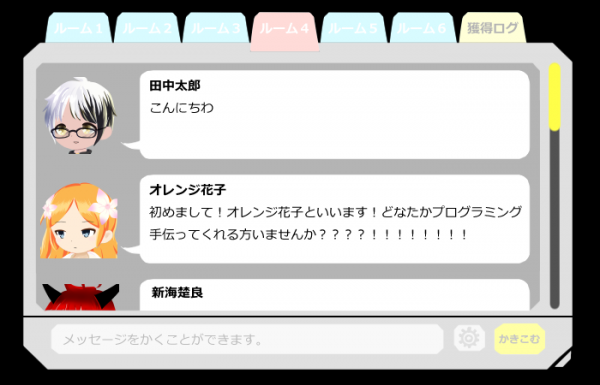 ルーム１ ルーム２ ルーム３ ルーム４ ルーム５ ルーム６ 獲得ログ
田中太郎
こんにちわ
オレンジ花子
初めまして！オレンジ花子といいます！どなたかプログラミング
手伝ってくれる方いませんか？？？？！！！！！！！！！
新海楚良
メッセージをかくことができます。 かきこむ